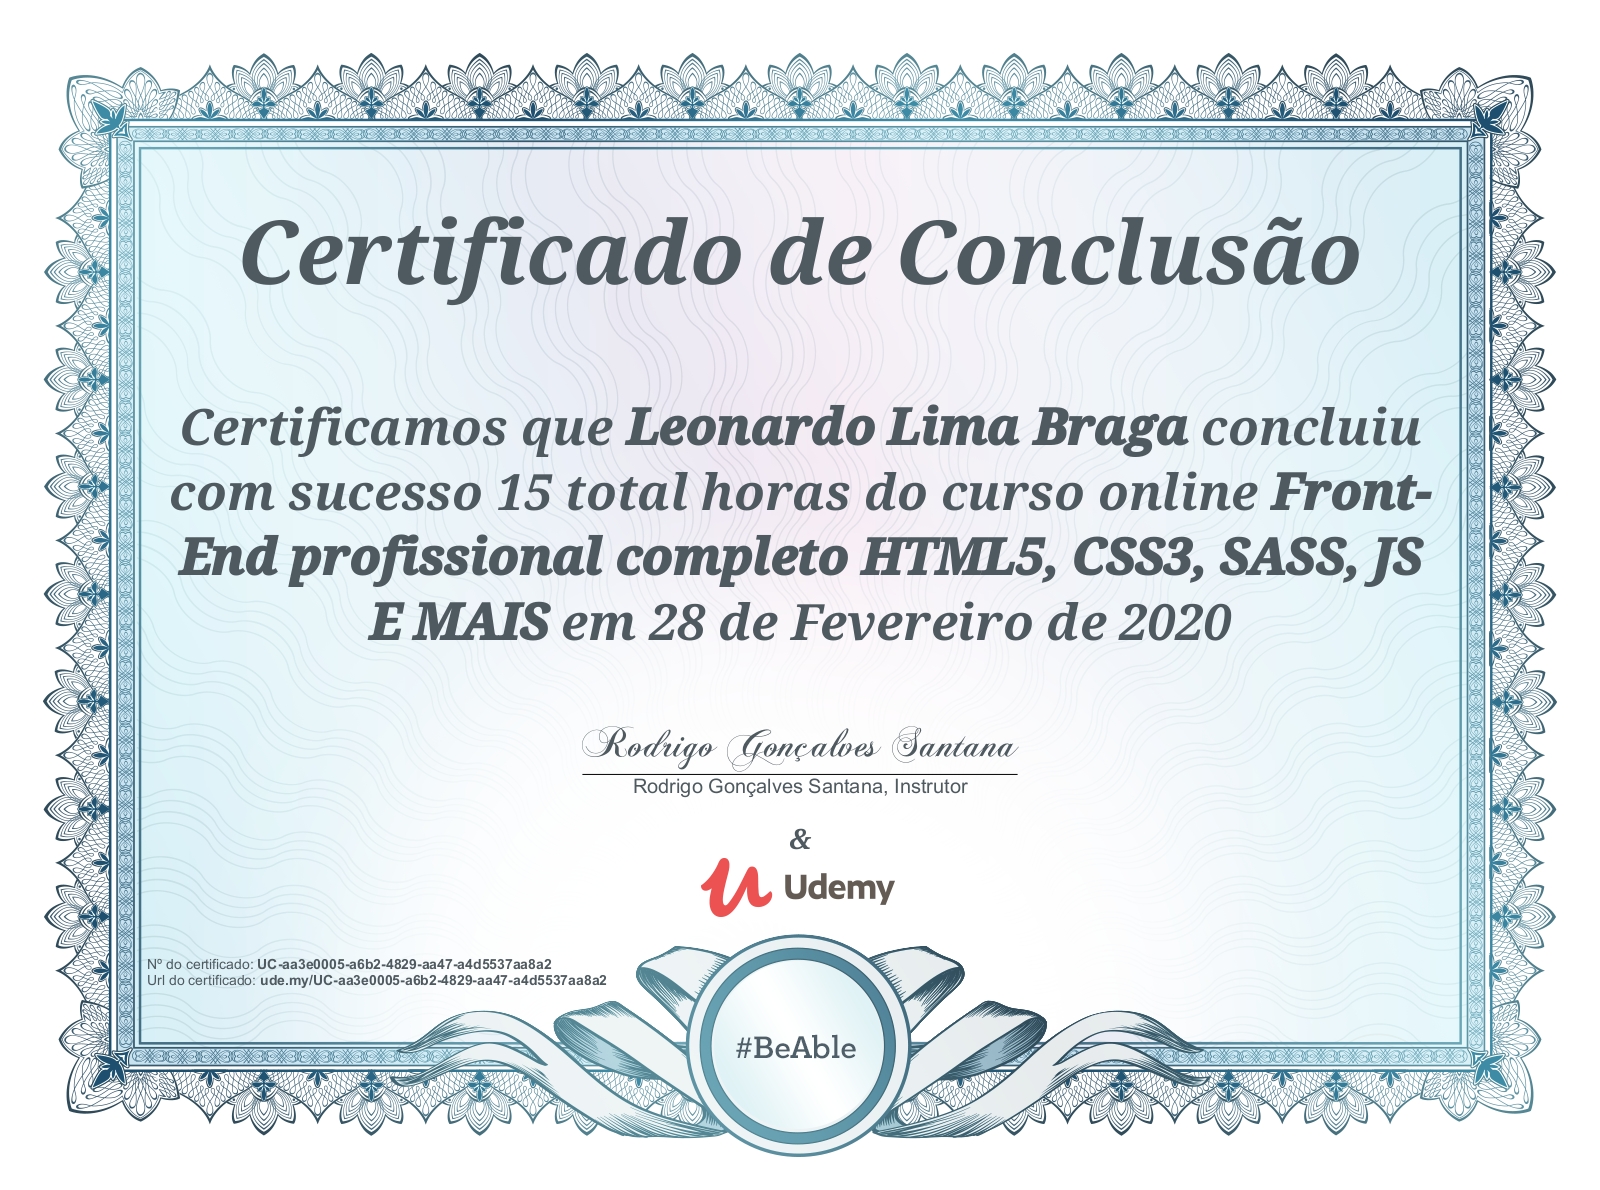 Certificado de Conclusão
Certificamos que Leonardo Lima Braga concluiu
com sucesso 15 total horas do curso online Front-
End profissional completo HTML5, CSS3, SASS, JS
E MAIS em 28 de Fevereiro de 2020
Rodrigo Gonçalves Santana
Rodrigo Gonçalves Santana, Instrutor
&
Udemy
Nº do certificado: UC-aa3e0005-a6b2-4829-aa47-a4d5537aa8a2
Url do certificado: ude.my/UC-aa3e0005-a6b2-4829-aa47-a4d5537aa8a2
#BeAble